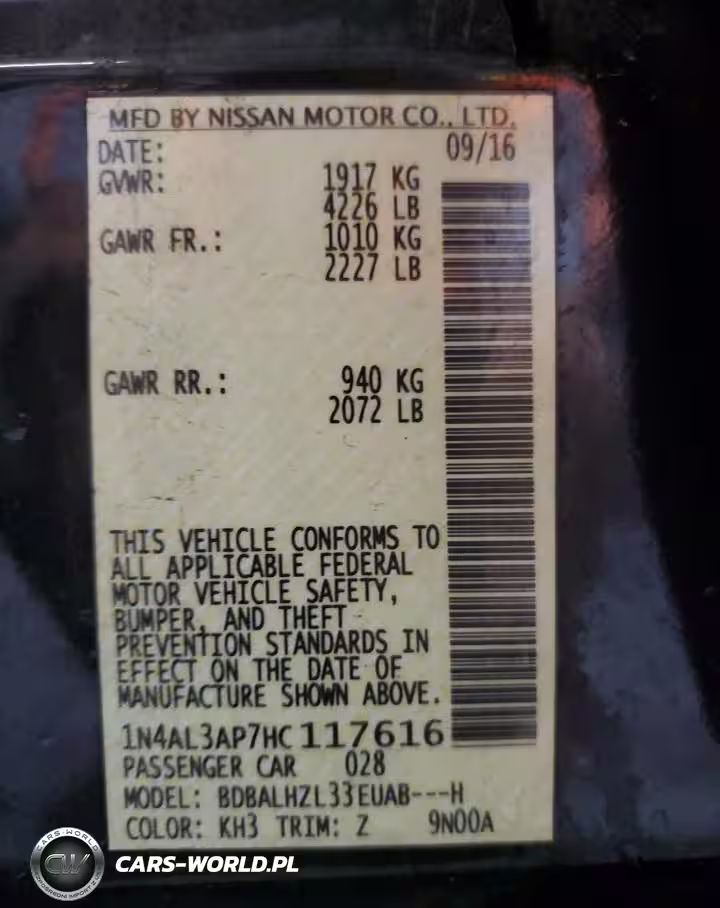 MFD BY NISSAN MOTOR CO., LTD.
DATE: 09/16
GVWR: 1917 KG
4226 LB
GAWR FR.: 1010 KG
2227 LB
GAWR RR.: 940 KG
2072 LB
THIS VEHICLE CONFORMS TO
ALL APPLICABLE FEDERAL
MOTOR VEHICLE SAFETY,
BUMPER, AND THEFT
PREVENTION STANDARDS IN
EFFECT ON THE DATE OF
MANUFACTURE SHOWN ABOVE.
1N4AL3AP7HC117616
PASSENGER CAR 028
MODEL: BDBALHZL33EUAB---H
COLOR: KH3 TRIM: Z 9N00A
CARS-WORLD
CW
CARS-WORLD.PL